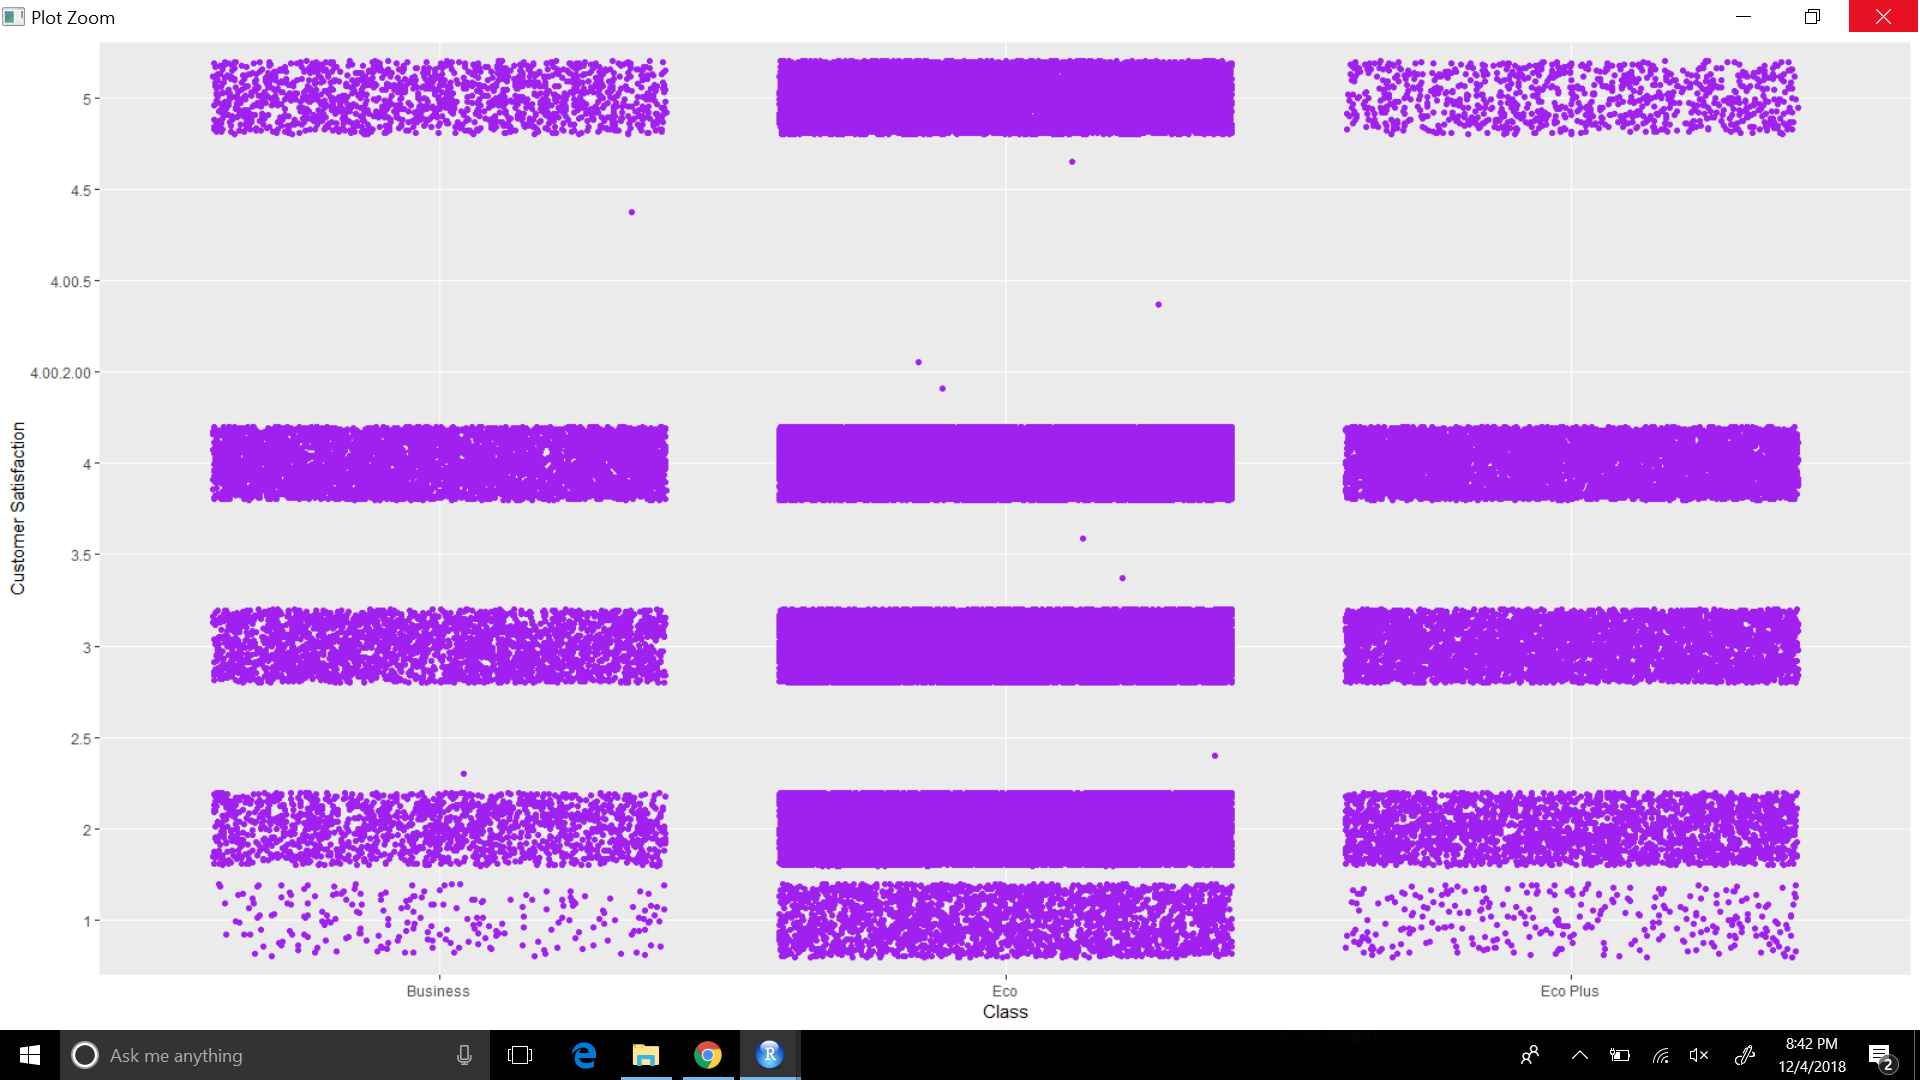 Plot Zoom
5
4.5
4.00.5
4.00.2.00
4
3.5
3
2.5
2
1
Customer Satisfaction
Business
Eco
Eco Plus
Class
Ask me anything
R
8:42 PM
12/4/2018
2